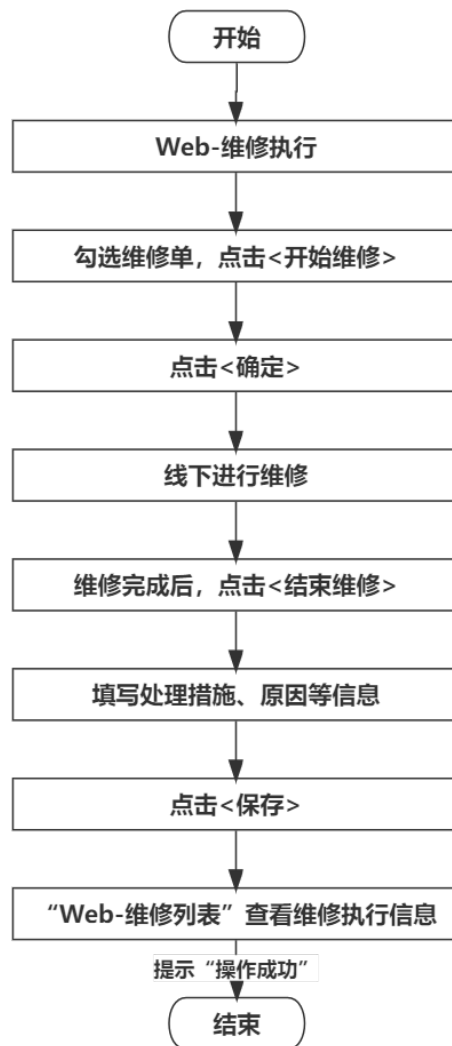 开始
Web-维修执行
勾选维修单，点击<开始维修>
点击<确定>
线下进行维修
维修完成后，点击<结束维修>
填写处理措施、原因等信息
点击<保存>
“Web-维修列表”查看维修执行信息
提示“操作成功”
结束